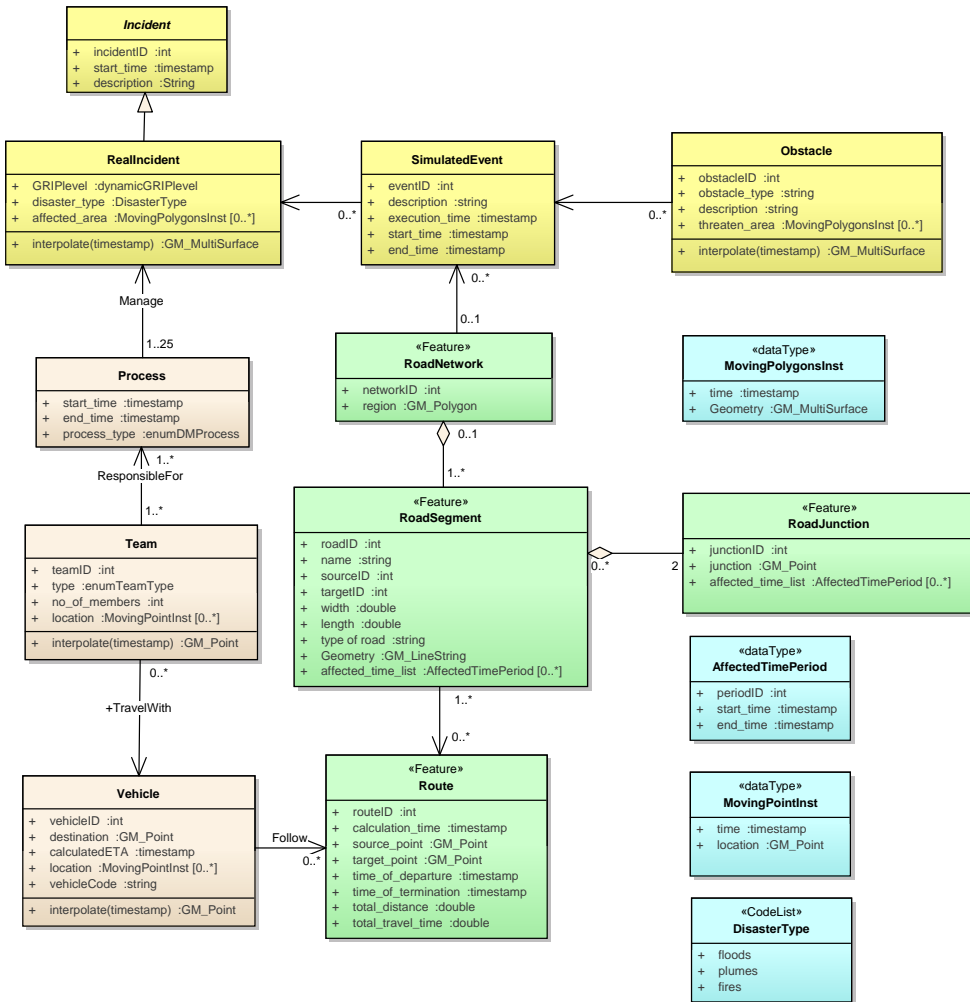 Incident
+ incidentID :int
+ start_time :timestamp
+ description :String
RealIncident
+ GRIPlevel :dynamicGRIPlevel
+ disaster_type :DisasterType
+ affected_area :MovingPolygonsInst [0..*]
+ interpolate(timestamp) :GM_MultiSurface
0..*
SimulatedEvent
+ eventID :int
+ description :string
+ execution_time :timestamp
+ start_time :timestamp
+ end_time :timestamp
0..*
Obstacle
+ obstacleID :int
+ obstacle_type :string
+ description :string
+ threaten_area :MovingPolygonsInst [0..*]
+ interpolate(timestamp) :GM_MultiSurface
Manage
1..25
0..*
0..1
Process
+ start_time :timestamp
+ end_time :timestamp
+ process_type :enumDMProcess
«Feature»
RoadNetwork
+ networkID :int
+ region :GM_Polygon
«dataType»
MovingPolygonsInst
+ time :timestamp
+ Geometry :GM_MultiSurface
1..*
ResponsibleFor
1..*
0..1
1..*
Team
+ teamID :int
+ type :enumTeamType
+ no_of_members :int
+ location :MovingPointInst [0..*]
+ interpolate(timestamp) :GM_Point
«Feature»
RoadSegment
+ roadID :int
+ name :string
+ sourceID :int
+ targetID :int
+ width :double
+ length :double
+ type of road :string
+ Geometry :GM_LineString
+ affected_time_list :AffectedTimePeriod [0..*]
0..*
2
«Feature»
RoadJunction
+ junctionID :int
+ junction :GM_Point
+ affected_time_list :AffectedTimePeriod [0..*]
«dataType»
AffectedTimePeriod
+ periodID :int
+ start_time :timestamp
+ end_time :timestamp
0..*
+TravelWith
1..*
0..*
Vehicle
+ vehicleID :int
+ destination :GM_Point
+ calculatedETA :timestamp
+ location :MovingPointInst [0..*]
+ vehicleCode :string
+ interpolate(timestamp) :GM_Point
Follow
0..*
«Feature»
Route
+ routeID :int
+ calculation_time :timestamp
+ source_point :GM_Point
+ target_point :GM_Point
+ time_of_departure :timestamp
+ time_of_termination :timestamp
+ total_distance :double
+ total_travel_time :double
«dataType»
MovingPointInst
+ time :timestamp
+ location :GM_Point
«CodeList»
DisasterType
+ floods
+ plumes
+ fires